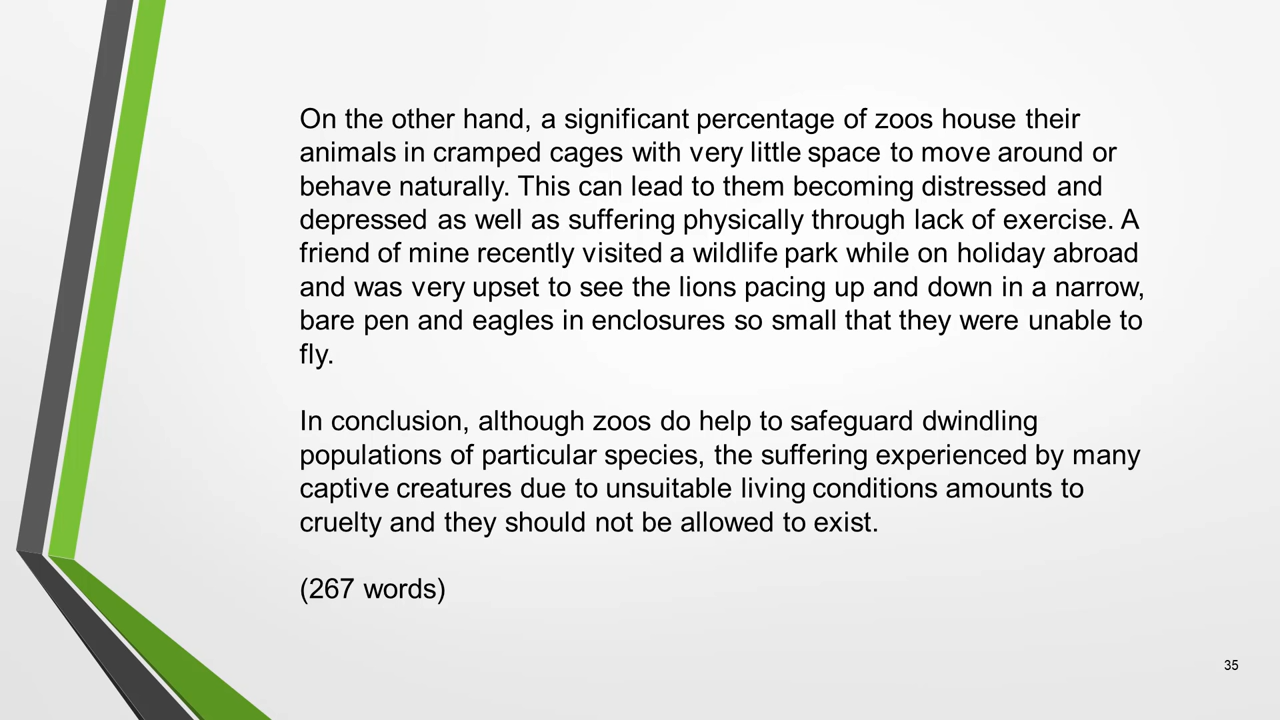 On the other hand, a significant percentage of zoos house their
animals in cramped cages with very little space to move around or
behave naturally. This can lead to them becoming distressed and
depressed as well as suffering physically through lack of exercise. A
friend of mine recently visited a wildlife park while on holiday abroad
and was very upset to see the lions pacing up and down in a narrow,
bare pen and eagles in enclosures so small that they were unable to
fly.
In conclusion, although zoos do help to safeguard dwindling
populations of particular species, the suffering experienced by many
captive creatures due to unsuitable living conditions amounts to
cruelty and they should not be allowed to exist.
(267 words)
35